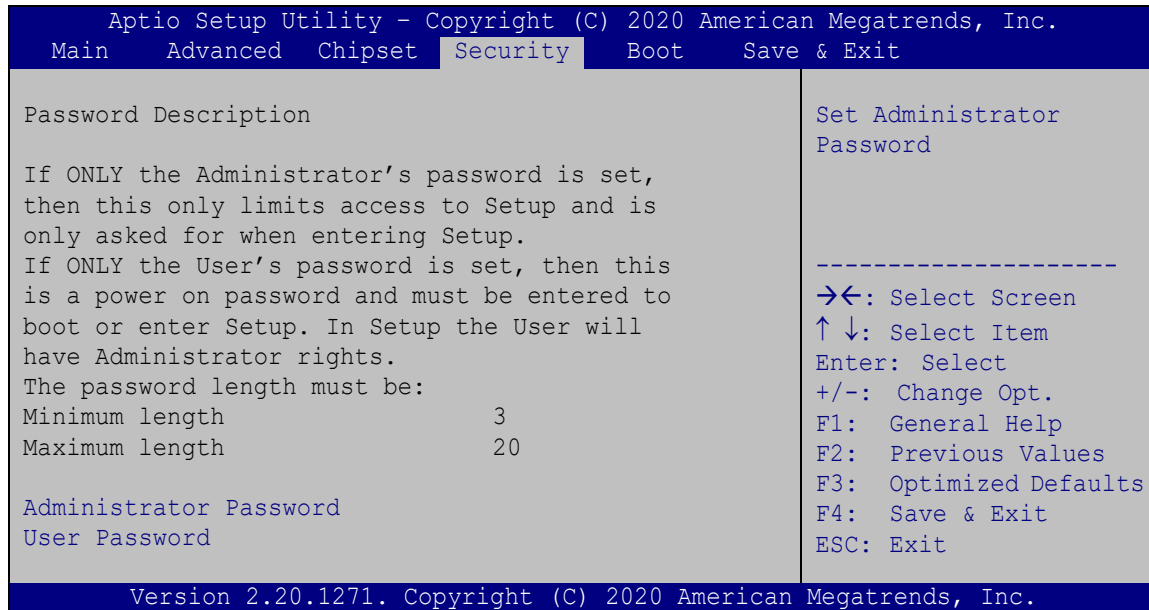 Aptio Setup Utility – Copyright (C) 2020 American Megatrends, Inc.
Main Advanced Chipset Security Boot Save & Exit
Password Description
If ONLY the Administrator’s password is set,
then this only limits access to Setup and is
only asked for when entering Setup.
If ONLY the User’s password is set, then this
is a power on password and must be entered to
boot or enter Setup. In Setup the User will
have Administrator rights.
The password length must be:
Minimum length 3
Maximum length 20
Administrator Password
User Password
Set Administrator
Password
---------------------
→←: Select Screen
↑ ↓: Select Item
Enter: Select
+/-: Change Opt.
F1: General Help
F2: Previous Values
F3: Optimized Defaults
F4: Save & Exit
ESC: Exit
Version 2.20.1271. Copyright (C) 2020 American Megatrends, Inc.